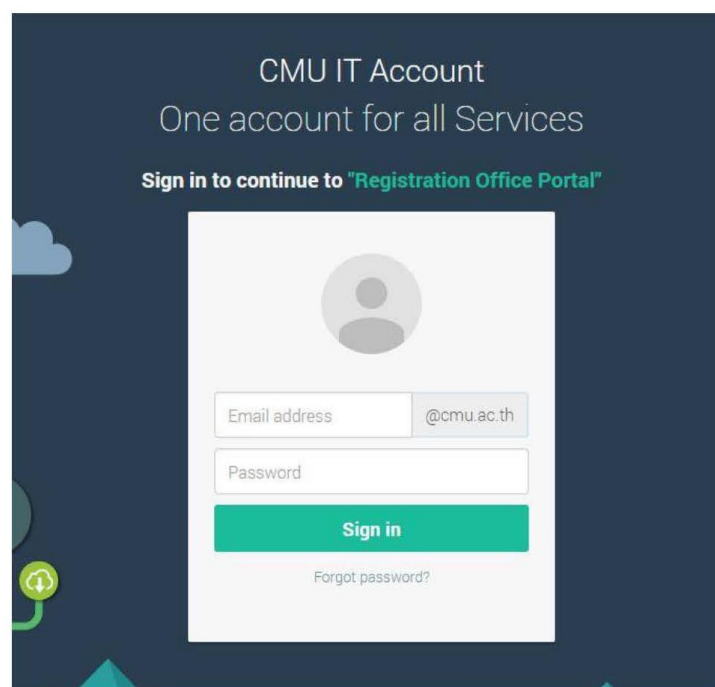 CMU IT Account
One account for all Services
Sign in to continue to "Registration Office Portal"
Email address @cmu.ac.th
Password
Sign in
Forgot password?